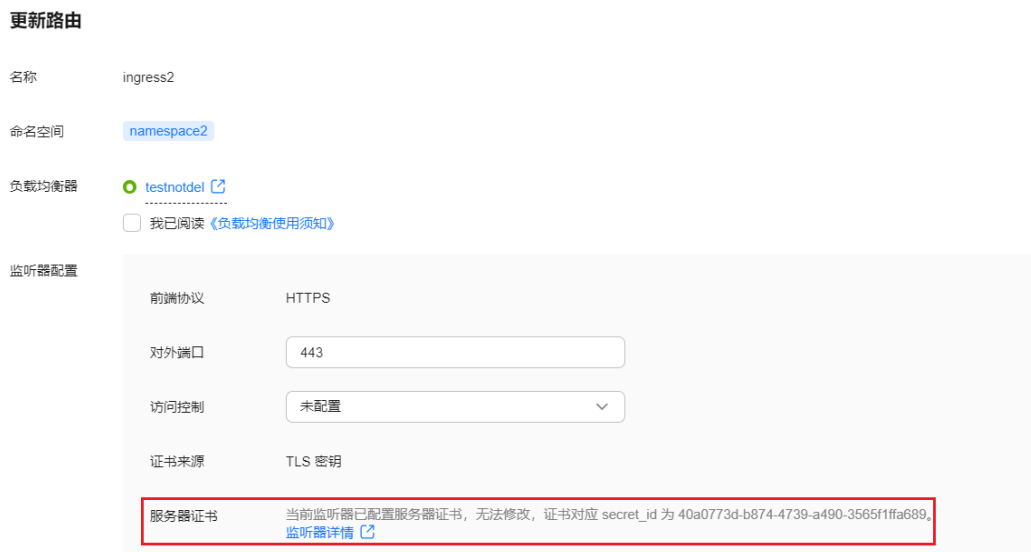 更新路由
名称 ingress2
命名空间 namespace2
负载均衡器 testnotdel
我已阅读《负载均衡使用须知》
监听器配置
前端协议 HTTPS
对外端口 443
访问控制 未配置
证书来源 TLS 密钥
服务器证书 当前监听器已配置服务器证书，无法修改，证书对应 secret_id 为 40a0773d-b874-4739-a490-3565f1ffa689。
监听器详情